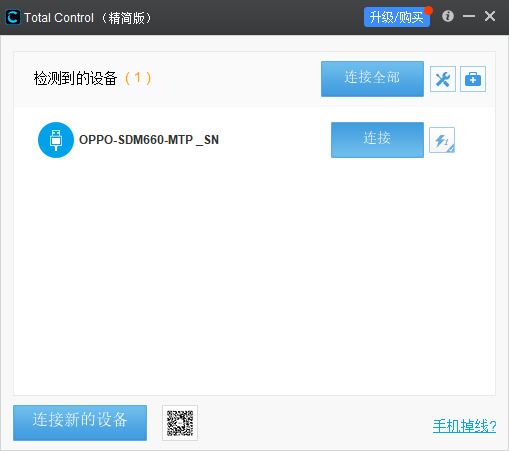 Total Control （精简版）
升级/购买
检测到的设备（1）
连接全部
OPPO-SDM660-MTP _SN
连接
连接新的设备
手机掉线?